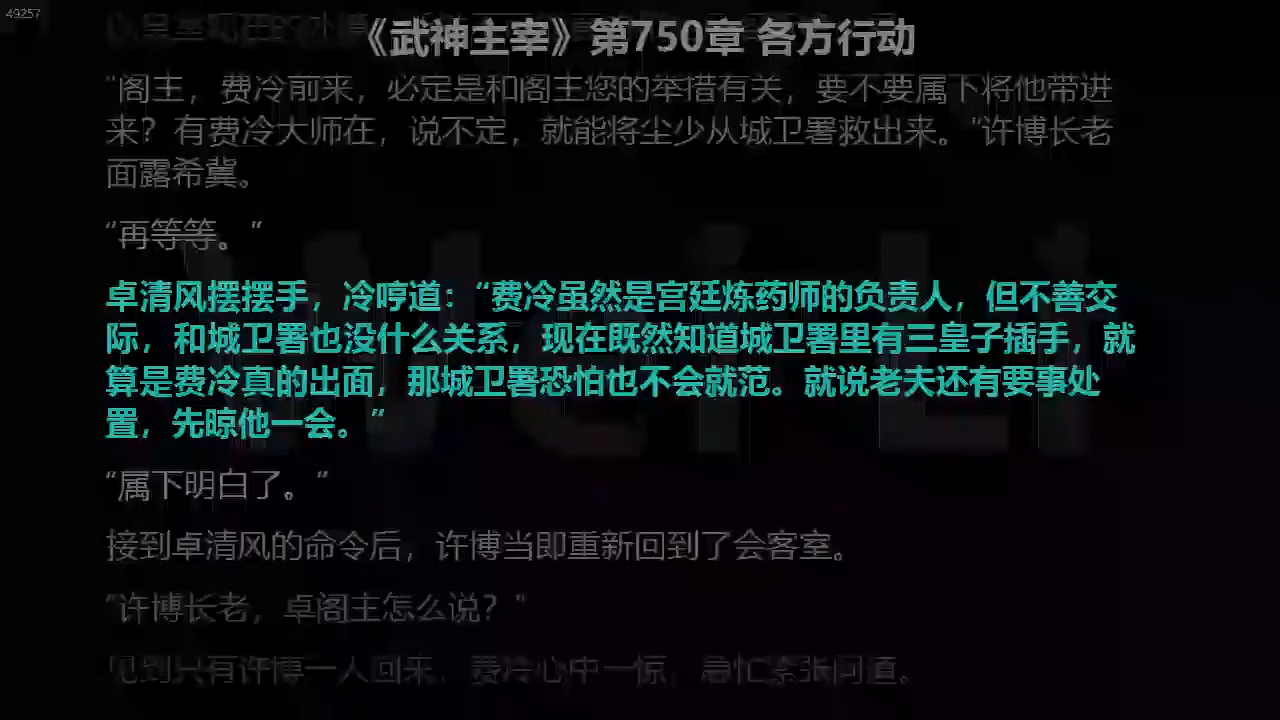 49257
《武神主宰》第750章 各方行动
“阁主，费冷前来，必定是和阁主您的举措有关，要不要属下将他带进
来？有费冷大师在，说不定，就能将尘少从城卫署救出来。“许博长老
面露希冀。
“再等等。”
卓清风摆摆手，冷哼道：“费冷虽然是宫廷炼药师的负责人，但不善交
际，和城卫署也没什么关系，现在既然知道城卫署里有三皇子插手，就
算是费冷真的出面，那城卫署恐怕也不会就范。就说老夫还有要事处
置，先晾他一会。”
“属下明白了。“
接到卓清风的命令后，许博当即重新回到了会客室。
“许博长老，卓阁主怎么说？"
见到只有许博一人回来，费冷心中一惊，急忙紧张问道。